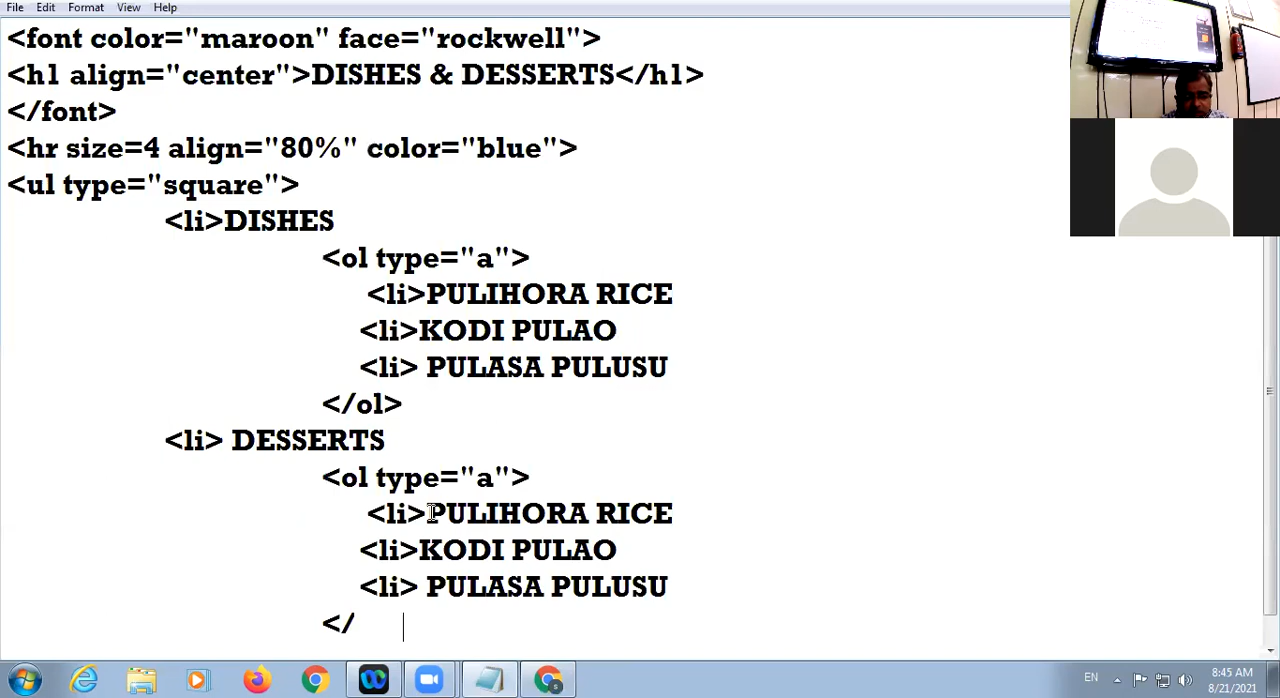 File Edit Format View Help
<font color="maroon" face="rockwell">
<h1 align="center">DISHES & DESSERTS</h1>
</font>
<hr size=4 align="80%" color="blue">
<ul type="square">
<li>DISHES
<ol type="a">
<li>PULIHORA RICE
<li>KODI PULAO
<li> PULASA PULUSU
</ol>
<li> DESSERTS
<ol type="a">
<li>PULIHORA RICE
<li>KODI PULAO
<li> PULASA PULUSU
</
EN
8:45 AM
8/21/2021